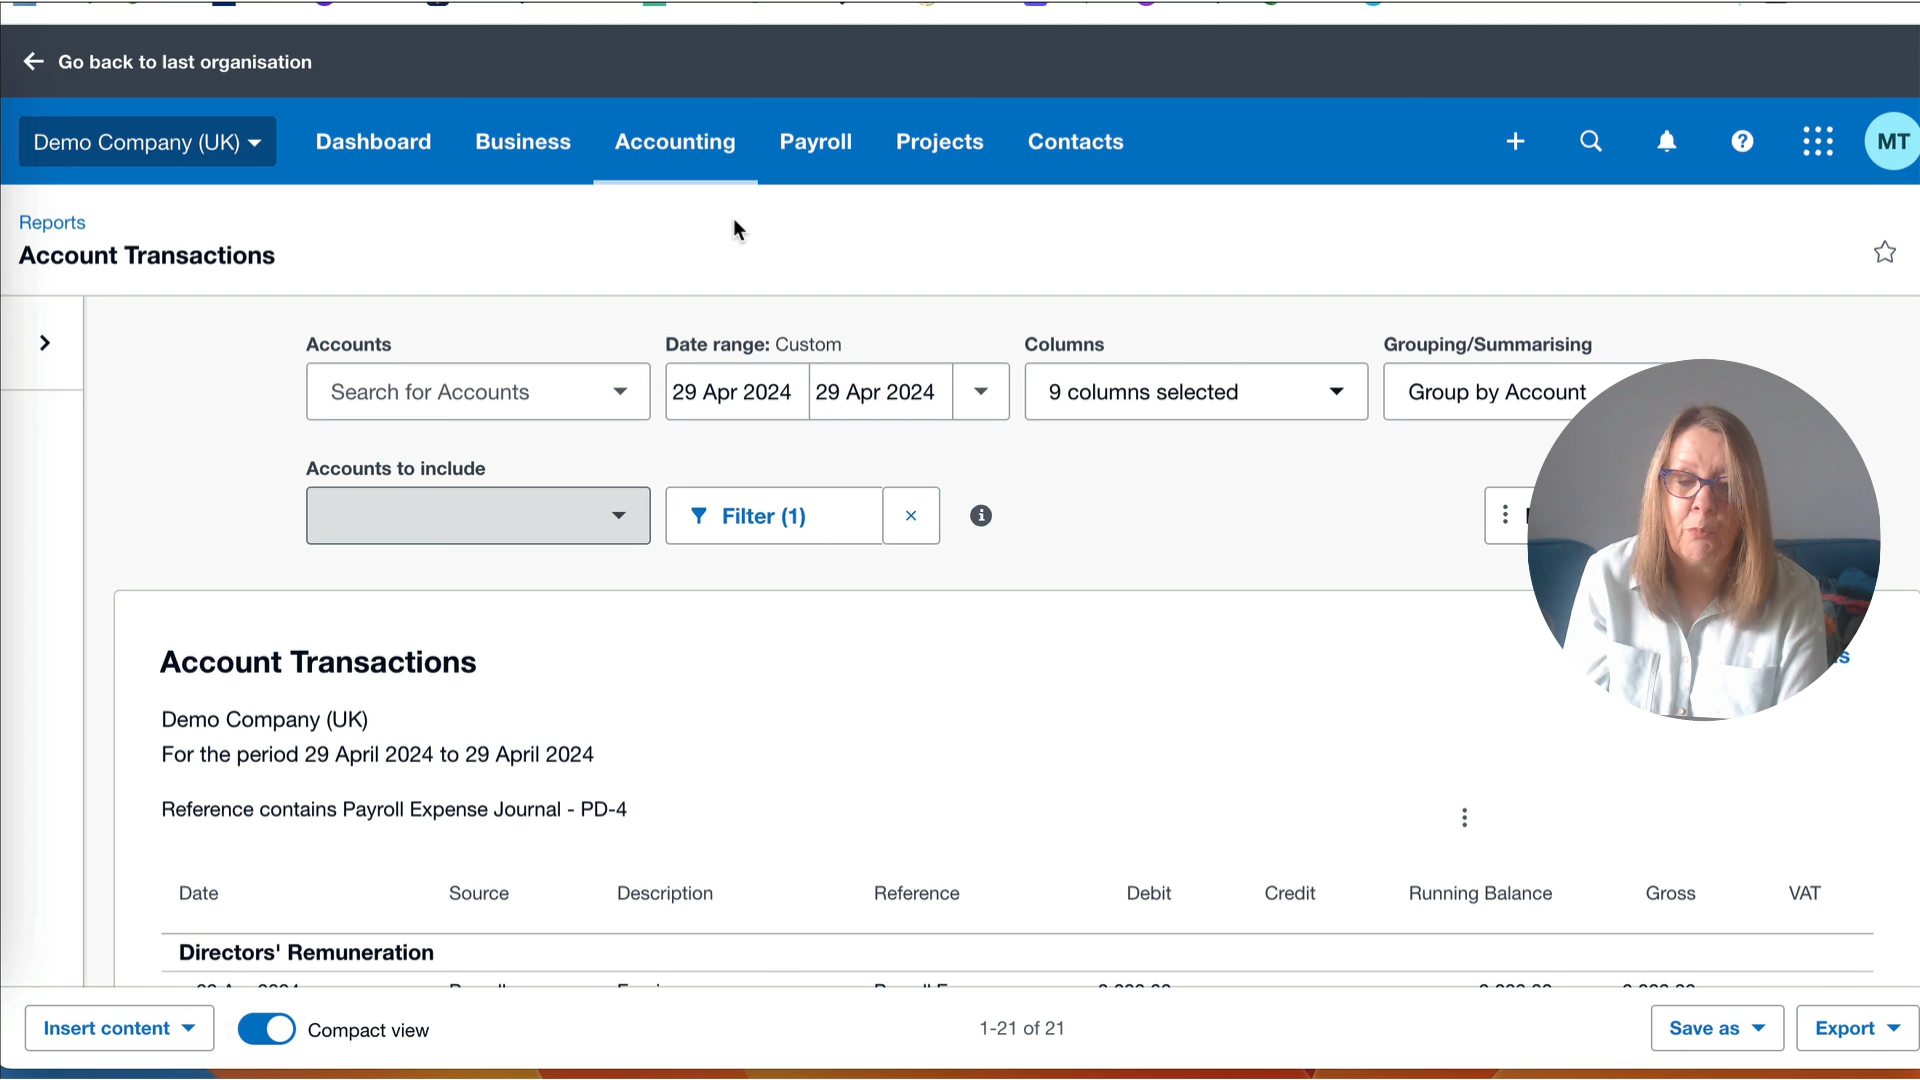 Go back to last organisation
Demo Company (UK) Dashboard Business Accounting Payroll Projects Contacts MT
Reports
Account Transactions
Accounts Date range: Custom Columns Grouping/Summarising
Search for Accounts 29 Apr 2024 29 Apr 2024 9 columns selected Group by Account
Accounts to include
Filter (1)
Account Transactions
Demo Company (UK)
For the period 29 April 2024 to 29 April 2024
Reference contains Payroll Expense Journal - PD-4
Date Source Description Reference Debit Credit Running Balance Gross VAT
Directors' Remuneration
Insert content Compact view 1-21 of 21 Save as Export